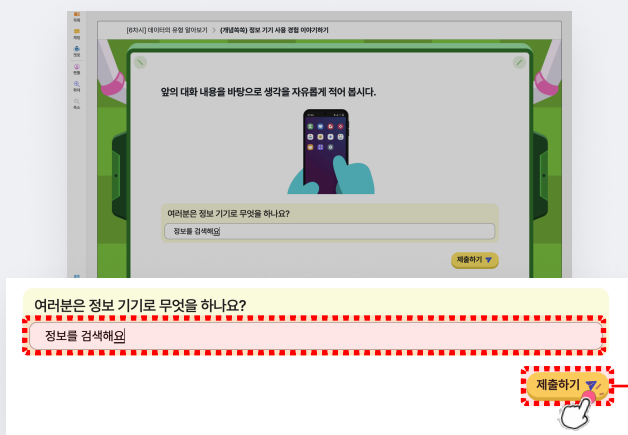 [6차시] 데이터의 유형 알아보기 > (개념쏙쏙) 정보 기기 사용 경험 이야기하기
앞의 대화 내용을 바탕으로 생각을 자유롭게 적어 봅시다.
여러분은 정보 기기로 무엇을 하나요?
정보를 검색해요
제출하기
여러분은 정보 기기로 무엇을 하나요?
정보를 검색해요
제출하기